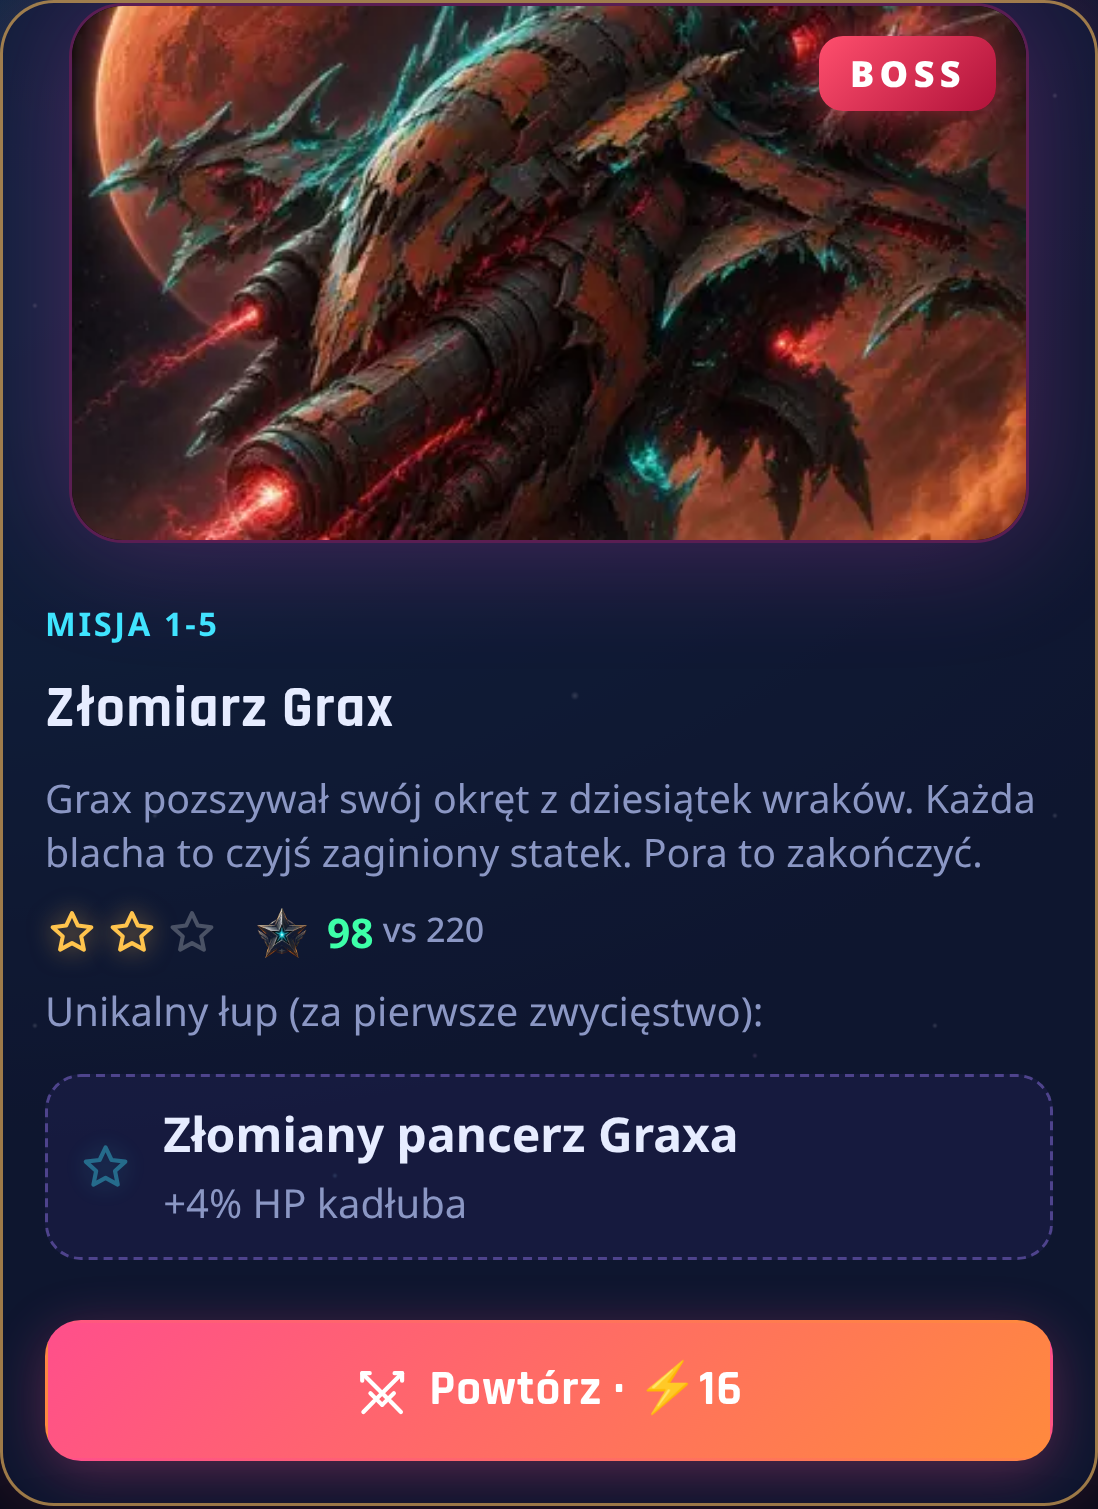 BOSS
MISJA 1-5
Złomiarz Grax
Grax pozszywał swój okręt z dziesiątek wraków. Każda
blacha to czyjś zaginiony statek. Pora to zakończyć.
98 vs 220
Unikalny łup (za pierwsze zwycięstwo):
Złomiany pancerz Graxa
+4% HP kadłuba
Powtórz · ⚡16